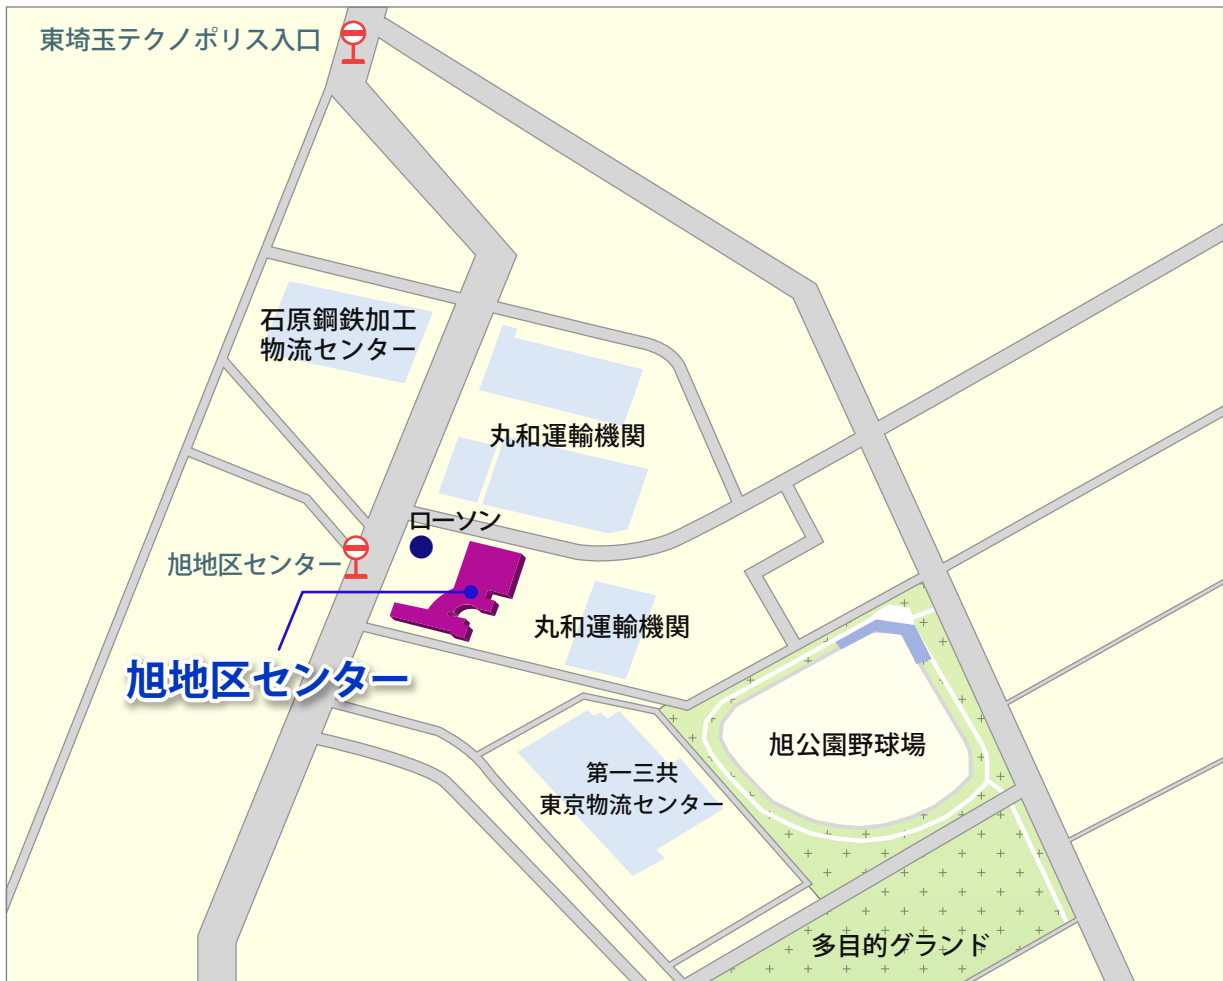 東埼玉テクノポリス入口
石原鋼鉄加工
物流センター
丸和運輸機関
ローソン
旭地区センター
丸和運輸機関
旭地区センター
旭公園野球場
第一三共
東京物流センター
多目的グランド